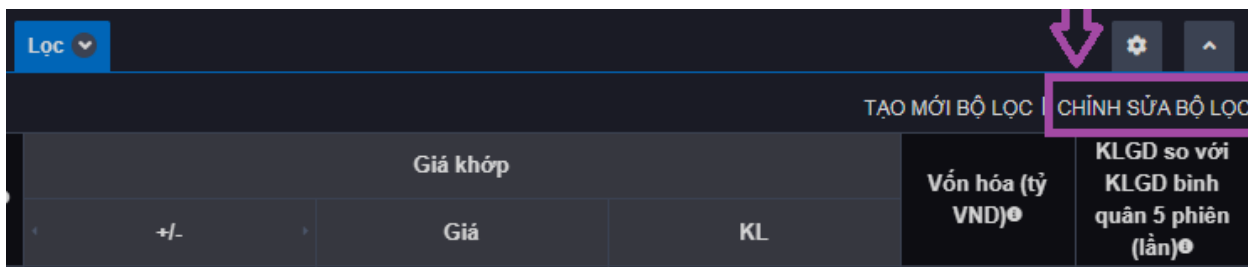 Lọc
TẠO MỚI BỘ LỌC | CHỈNH SỬA BỘ LỌC
Giá khớp
+/-
Giá
KL
Vốn hóa (tỷ
VND)
KLGD so với
KLGD bình
quân 5 phiên
(lần)